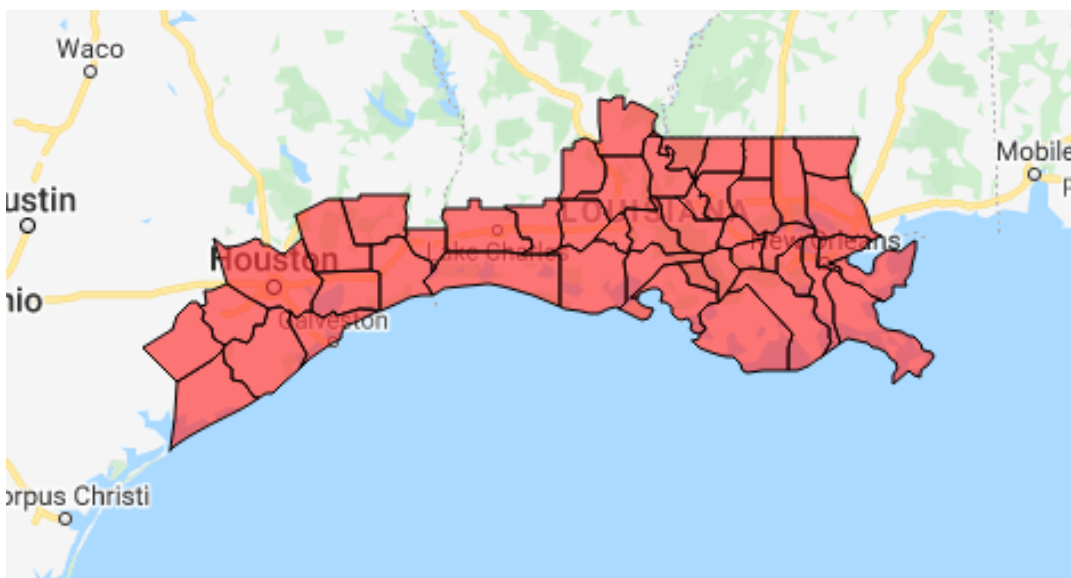 Waco
Mobile
P
ustin
LOUISIANA
New Orleans
Lake Charles
Houston
nio
Galveston
orpus Christi